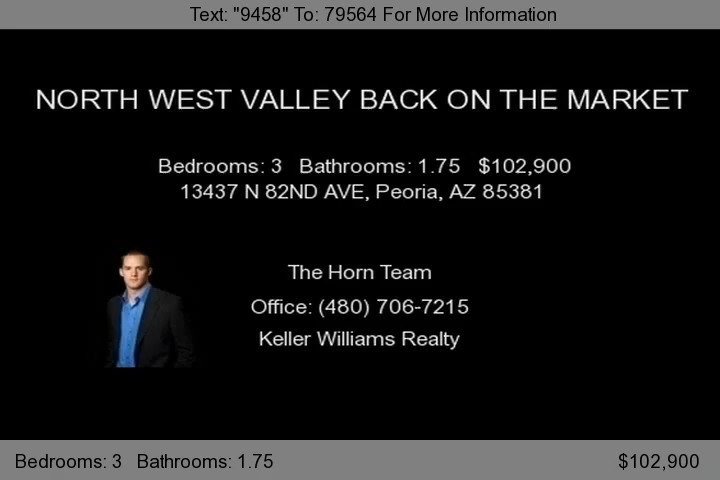 Text: "9458" To: 79564 For More Information
NORTH WEST VALLEY BACK ON THE MARKET
Bedrooms: 3 Bathrooms: 1.75 $102,900
13437 N 82ND AVE, Peoria, AZ 85381
The Horn Team
Office: (480) 706-7215
Keller Williams Realty
Bedrooms: 3 Bathrooms: 1.75 $102,900